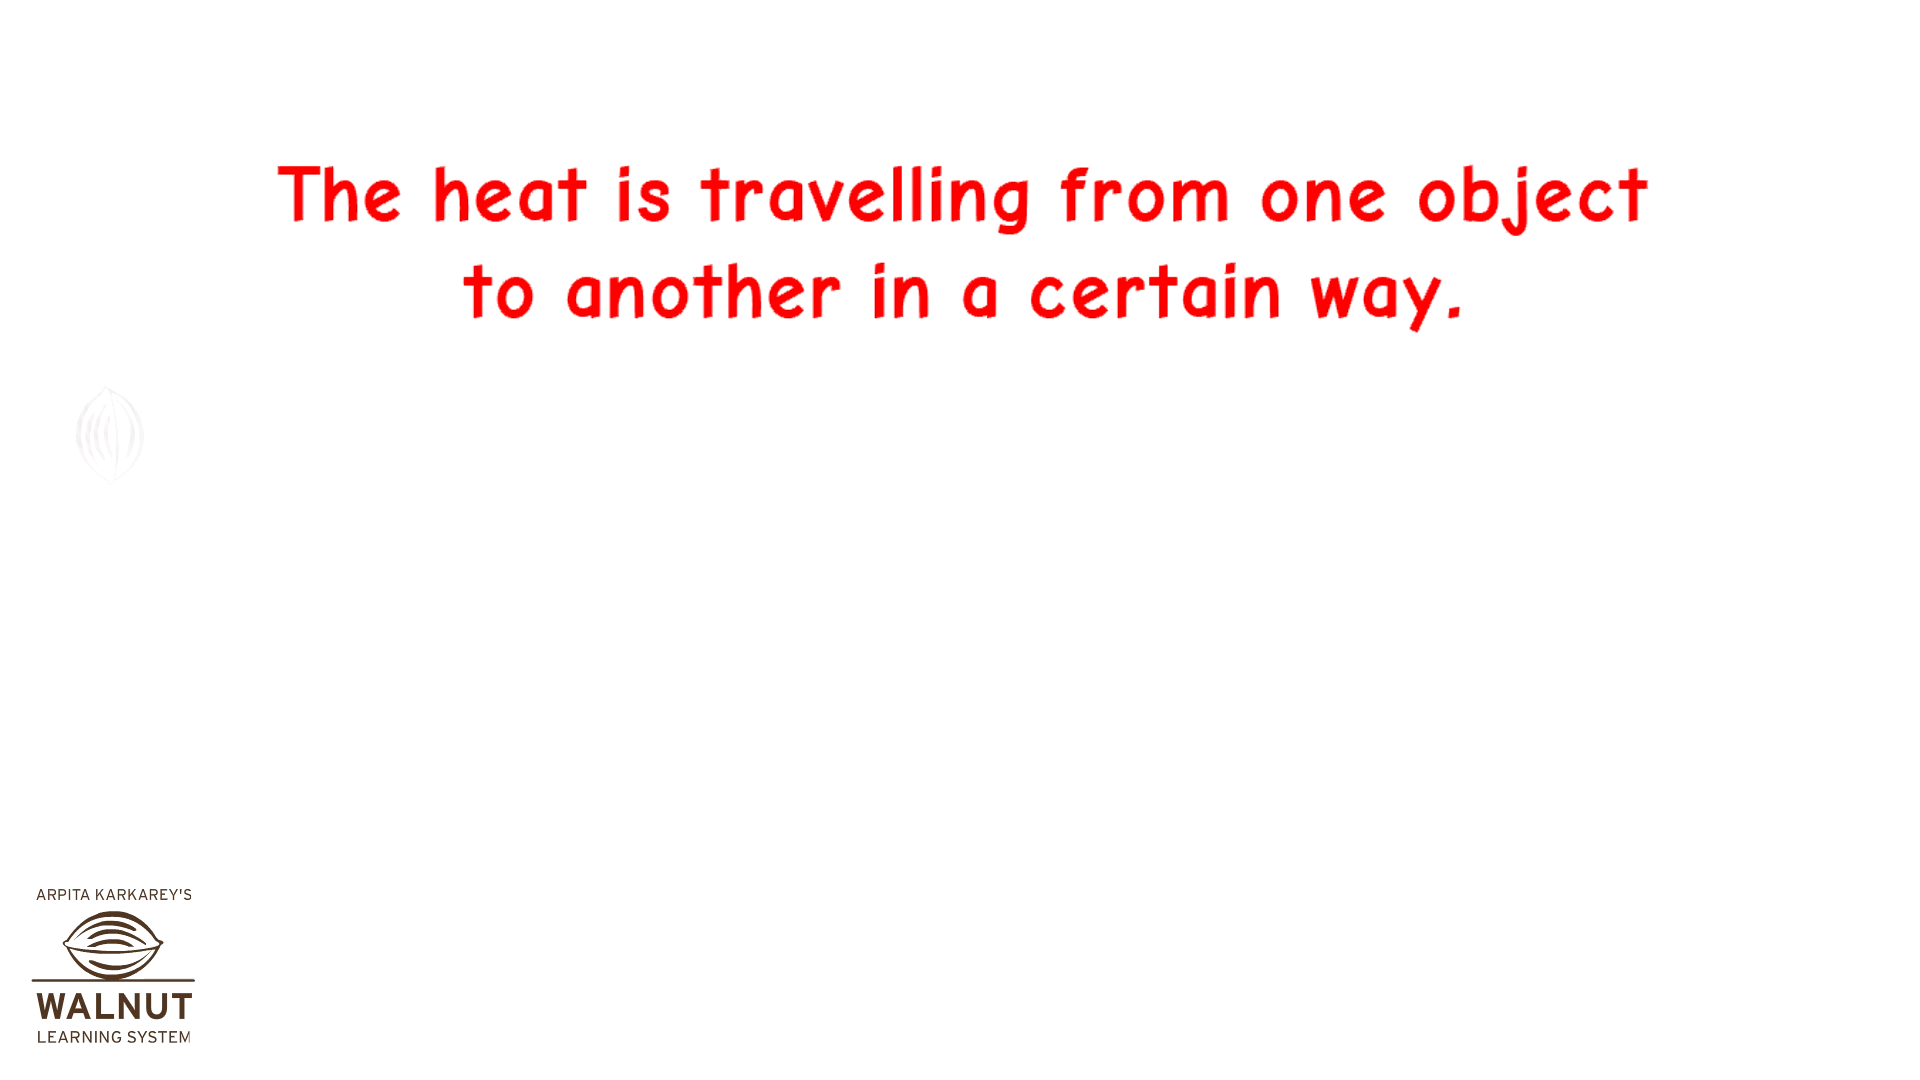 The heat is travelling from one object
to another in a certain way.
ARPITA KARKAREY'S
WALNUT
LEARNING SYSTEM